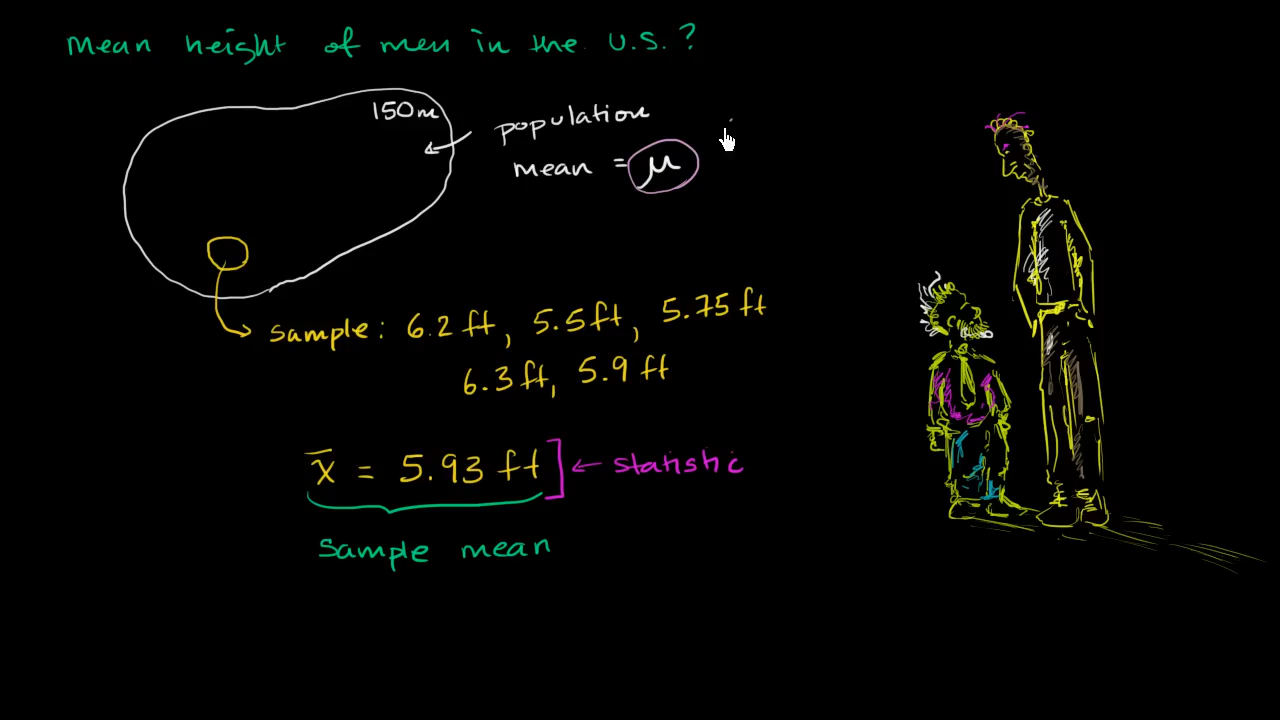 Mean height of men in the U.S.?
150m
population
mean = μ
sample: 6.2 ft, 5.5 ft, 5.75 ft
6.3 ft, 5.9 ft
x̄ = 5.93 ft ← statistic
Sample mean